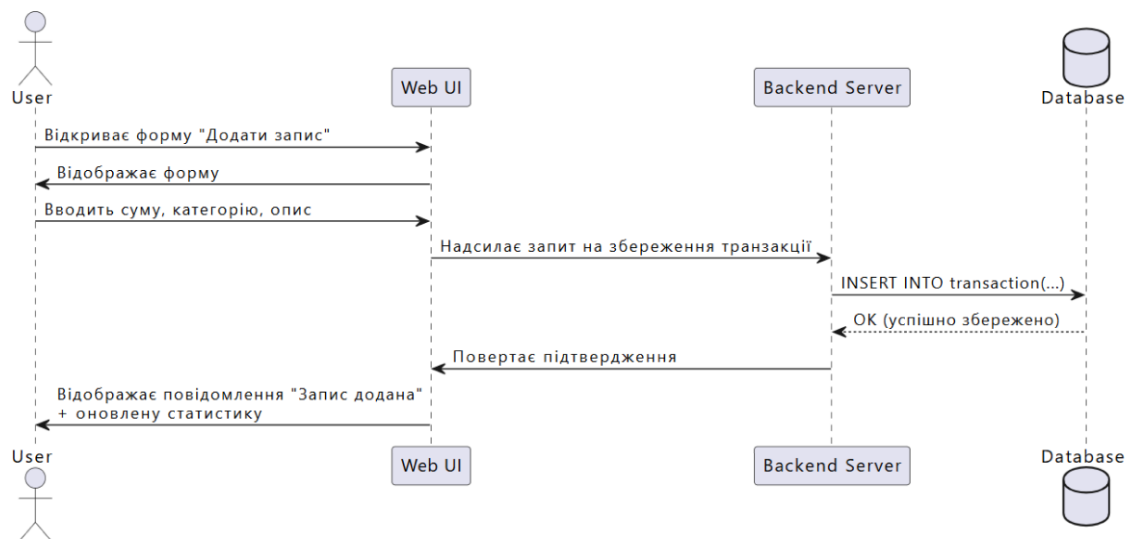 User
Web UI
Backend Server
Database
Відкриває форму "Додати запис"
Відображає форму
Вводить суму, категорію, опис
Надсилає запит на збереження транзакції
INSERT INTO transaction(...)
OK (успішно збережено)
Повертає підтвердження
Відображає повідомлення "Запис додана"
+ оновлену статистику
User
Web UI
Backend Server
Database